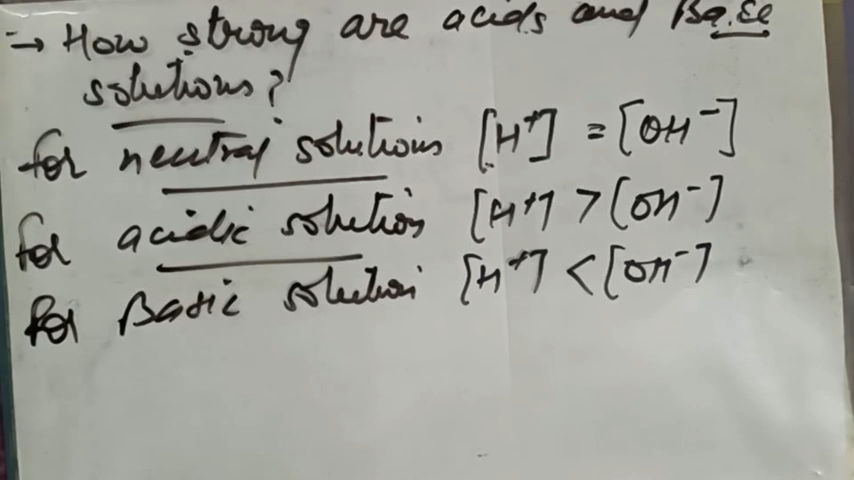 → How strong are acids and Base
solutions?
for neutral solutions [H⁺] = [OH⁻]
for acidic solution [H⁺] > [OH⁻]
for Basic solution [H⁺] < [OH⁻]